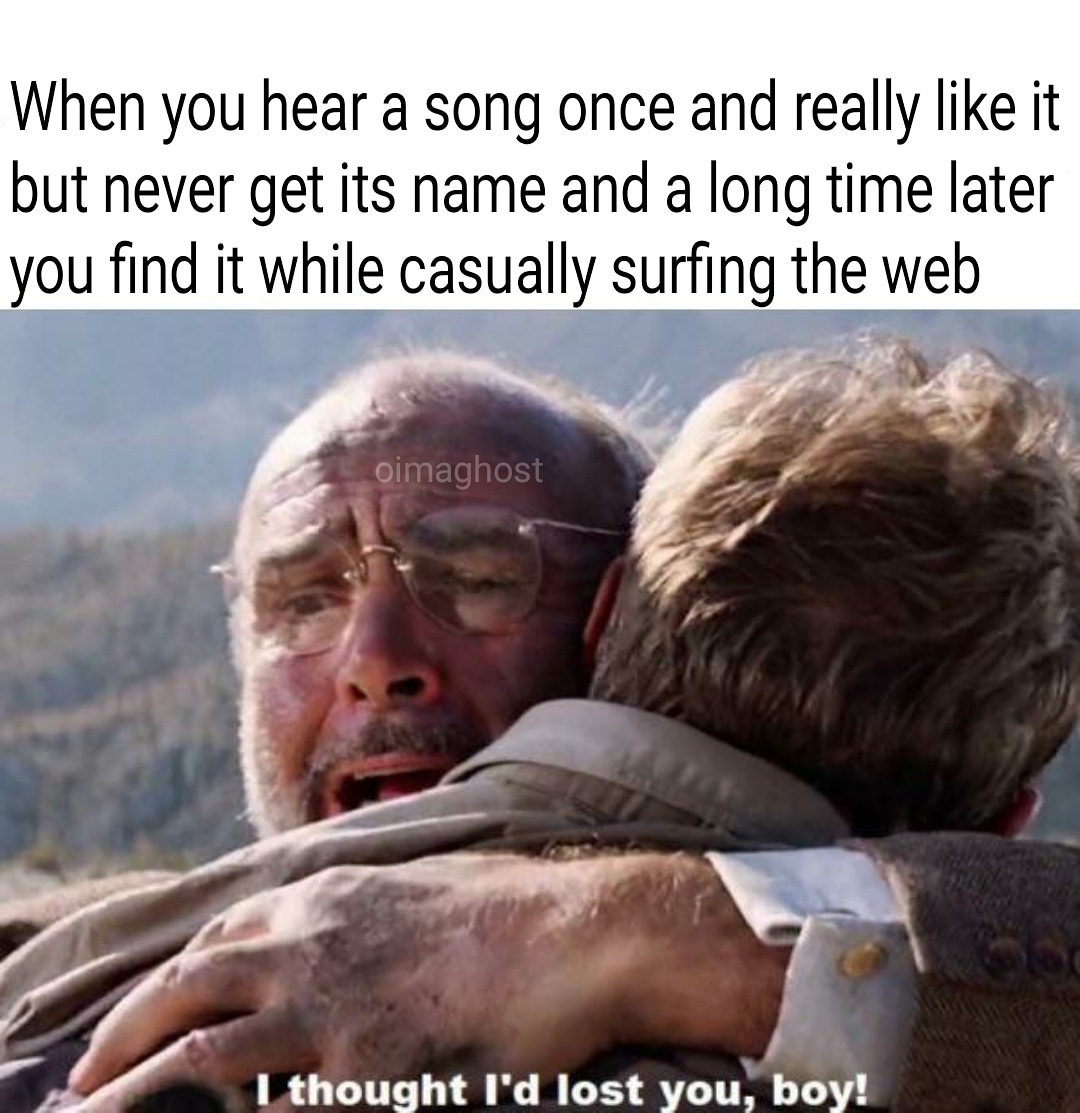 When you hear a song once and really like it
but never get its name and a long time later
you find it while casually surfing the web
oimaghost
I thought I'd lost you, boy!